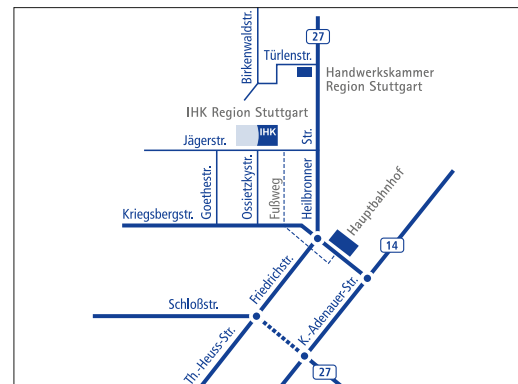 Birkenwaldstr.
27
Türlenstr.
Handwerkskammer
Region Stuttgart
IHK Region Stuttgart
IHK
Jägerstr.
Heilbronner Str.
Goethestr.
Ossietzkystr.
Fußweg
Hauptbahnhof
Kriegsbergstr.
14
Friedrichstr.
Schloßstr.
K.-Adenauer-Str.
Th.-Heuss-Str.
27